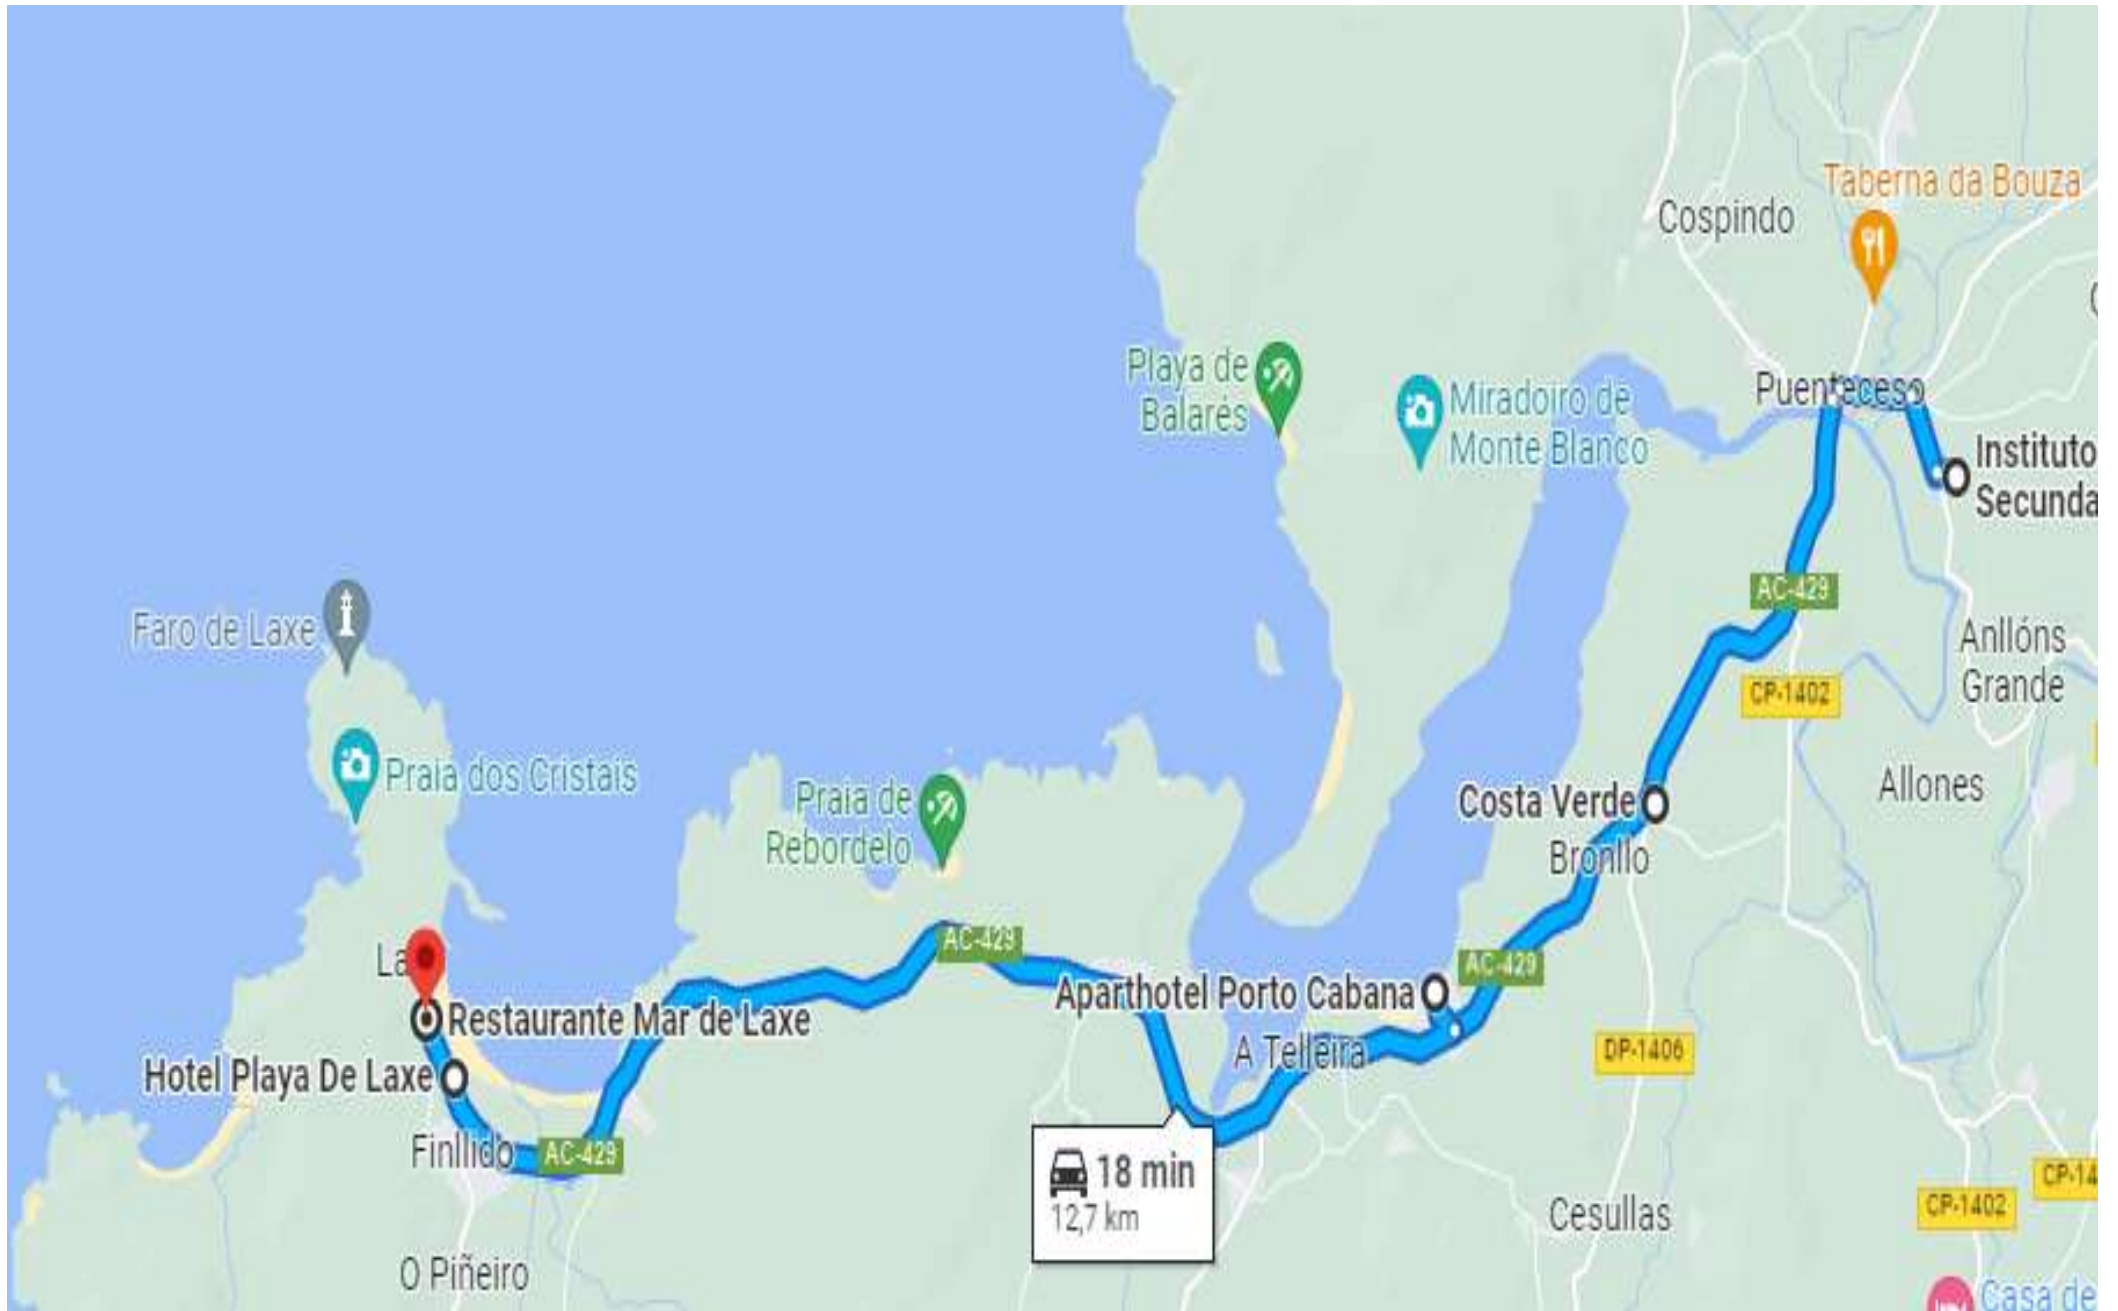 Taberna da Bouza
Cospindo
Playa de
Balarés
Miradoiro de
Monte Blanco
Puenteceso
Instituto
Secunda
AC-429
Faro de Laxe
Anllóns
Grande
CP-1402
Praia dos Cristais
Praia de
Rebordelo
Costa Verde
Allones
Bronllo
La
AC-429
AC-429
Aparthotel Porto Cabana
Restaurante Mar de Laxe
A Telleira
DP-1406
Hotel Playa De Laxe
Finllido
AC-429
18 min
12,7 km
CP-14
CP-1402
Cesullas
O Piñeiro
Casa de